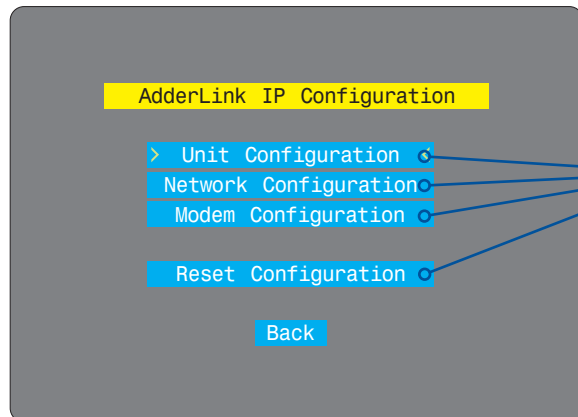 AdderLink IP Configuration
> Unit Configuration <
Network Configuration
Modem Configuration
Reset Configuration
Back